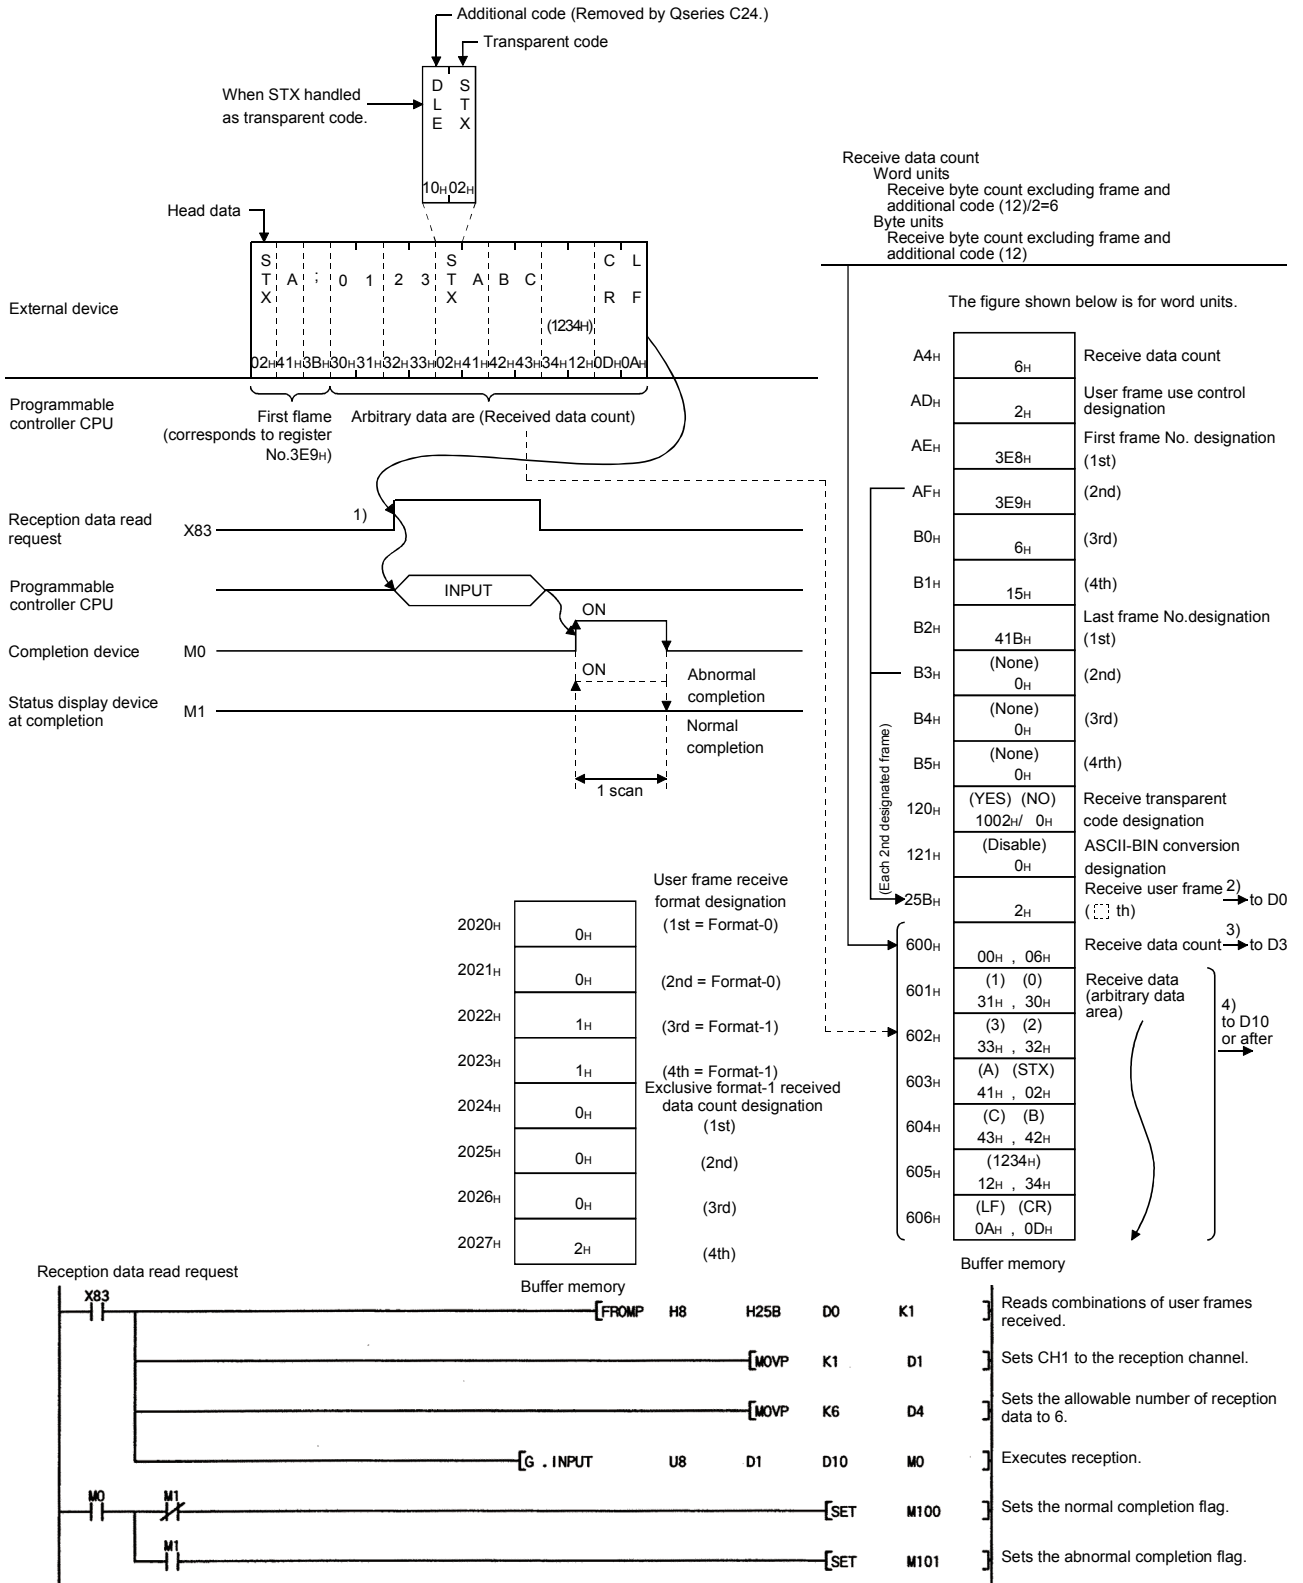 Additional code (Removed by Qseries C24.)
Transparent code
When STX handled
as transparent code.
D L E
S T X
10H 02H
Head data
External device
S T X
A
;
0 1 2 3
S T X
A B C
(1234H)
C R
L F
02H 41H 3BH 30H 31H 32H 33H 02H 41H 42H 43H 34H 12H 0DH 0AH
Programmable
controller CPU
First flame
(corresponds to register
No.3E9H)
Arbitrary data are (Received data count)
Reception data read
request
X83
1)
Programmable
controller CPU
INPUT
ON
Completion device
M0
ON
Abnormal
completion
Status display device
at completion
M1
Normal
completion
1 scan
Receive data count
Word units
Receive byte count excluding frame and
additional code (12)/2=6
Byte units
Receive byte count excluding frame and
additional code (12)
The figure shown below is for word units.
A4H 6H Receive data count
ADH 2H User frame use control
designation
AEH 3E8H First frame No. designation
(1st)
AFH 3E9H (2nd)
B0H 6H (3rd)
B1H 15H (4th)
B2H 41BH Last frame No.designation
(1st)
B3H (None) 0H (2nd)
B4H (None) 0H (3rd)
B5H (None) 0H (4rth)
120H (YES) (NO) Receive transparent
1002H/ 0H code designation
121H (Disable) ASCII-BIN conversion
0H designation
(Each 2nd designated frame)
25BH 2H Receive user frame 2) to D0
( th)
600H 00H , 06H Receive data count 3) to D3
601H (1) (0) Receive data
31H , 30H (arbitrary data
area)
602H (3) (2)
33H , 32H
4)
to D10
or after
603H (A) (STX)
41H , 02H
604H (C) (B)
43H , 42H
605H (1234H)
12H , 34H
606H (LF) (CR)
0AH , 0DH
Buffer memory
User frame receive
format designation
2020H 0H (1st = Format-0)
2021H 0H (2nd = Format-0)
2022H 1H (3rd = Format-1)
2023H 1H (4th = Format-1)
Exclusive format-1 received
data count designation
2024H 0H (1st)
2025H 0H (2nd)
2026H 0H (3rd)
2027H 2H (4th)
Buffer memory
Reception data read request
X83
[FROMP H8 H25B D0 K1 ] Reads combinations of user frames
received.
[MOVP K1 D1 ] Sets CH1 to the reception channel.
[MOVP K6 D4 ] Sets the allowable number of reception
data to 6.
[G . INPUT U8 D1 D10 M0 ] Executes reception.
M0 M1 [SET M100 ] Sets the normal completion flag.
M1 [SET M101 ] Sets the abnormal completion flag.